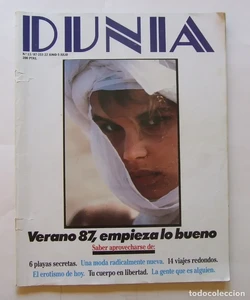 DUNIA
Verano 87, empieza lo bueno
Saber aprovecharse de:
6 playas secretas. Una moda radicalmente nueva. 14 viajes redondos.
El erotismo de hoy. Tu cuerpo en libertad. La gente que es alguien.
todocoleccion